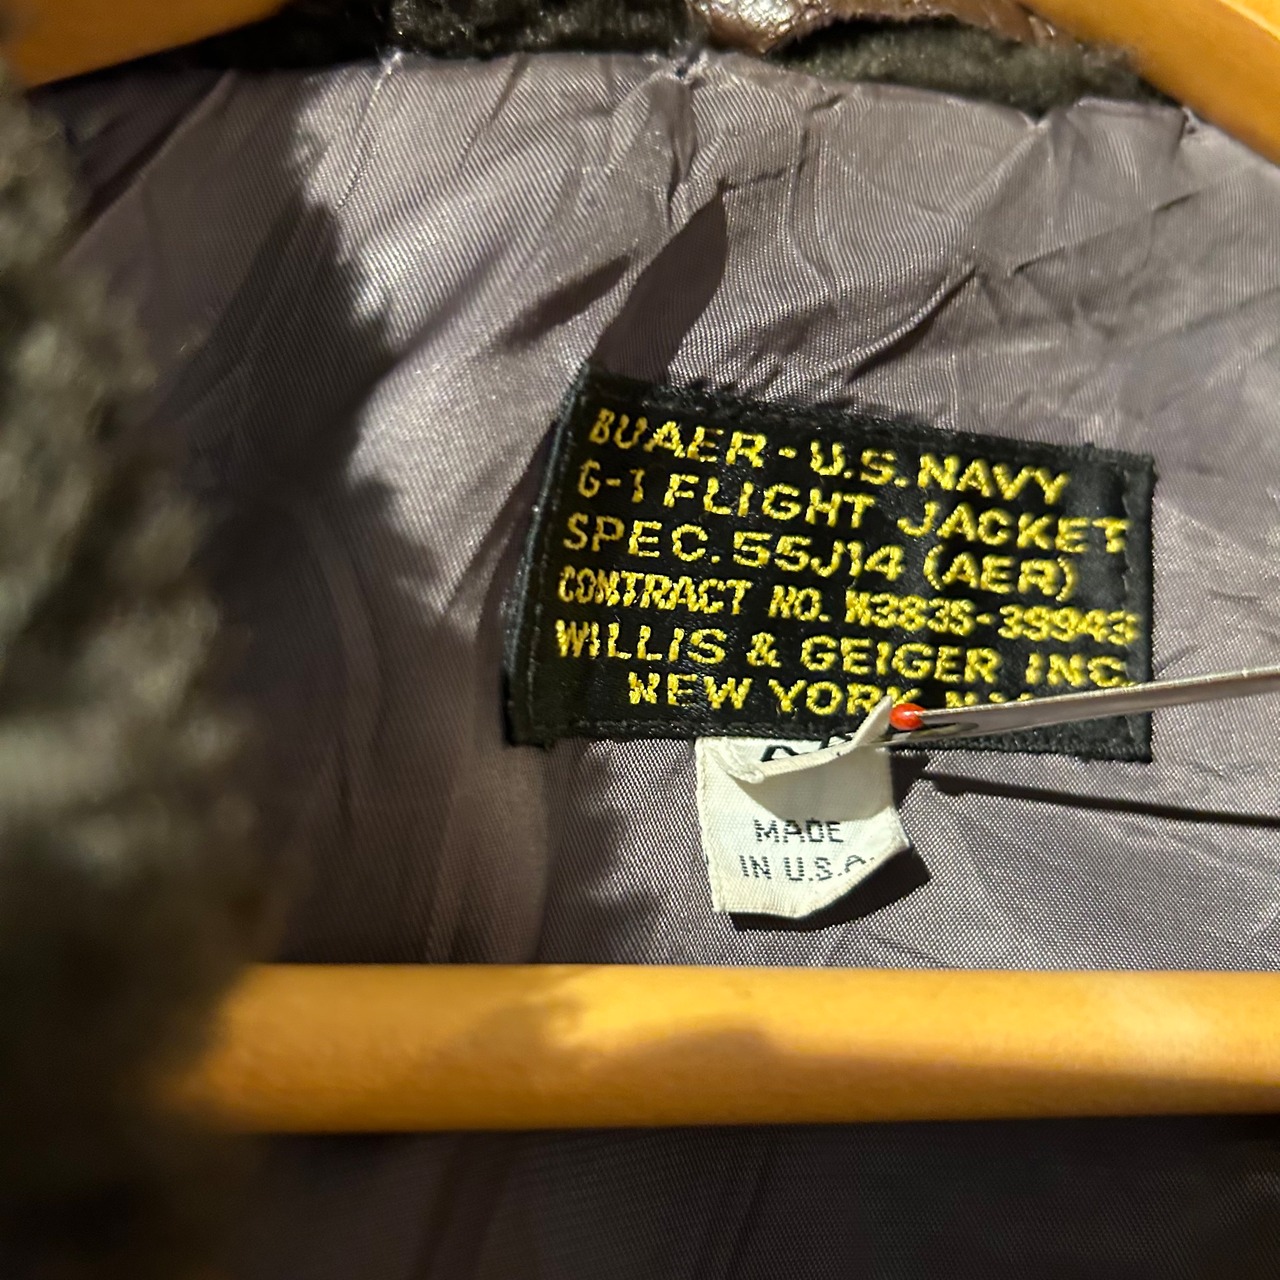 BUAER - U.S. NAVY
G-1 FLIGHT JACKET
SPEC. 55J14 (AER)
CONTRACT NO. N383S-39943
WILLIS & GEIGER INC.
NEW YORK
MADE
IN U.S.A.